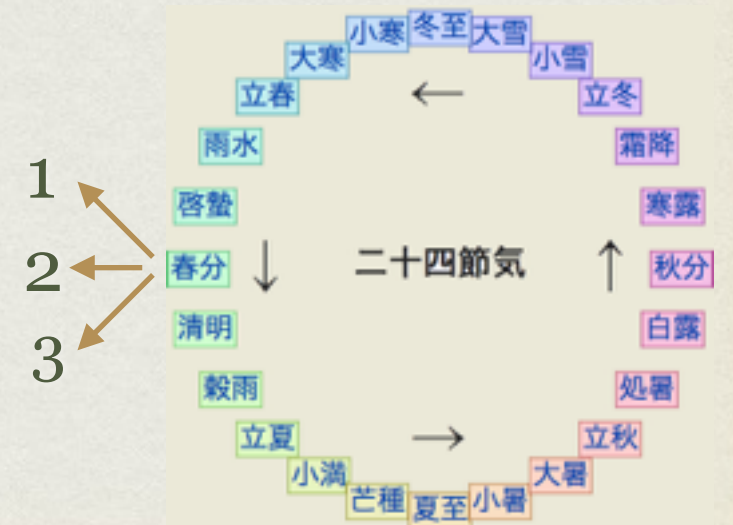 小寒 冬至 大雪
大寒 小雪
立春 ← 立冬
雨水 霜降
1
啓蟄 寒露
2 春分 ↓ 二十四節気 ↑ 秋分
3 清明 白露
穀雨 処暑
立夏 → 立秋
小満 大暑
芒種 夏至 小暑